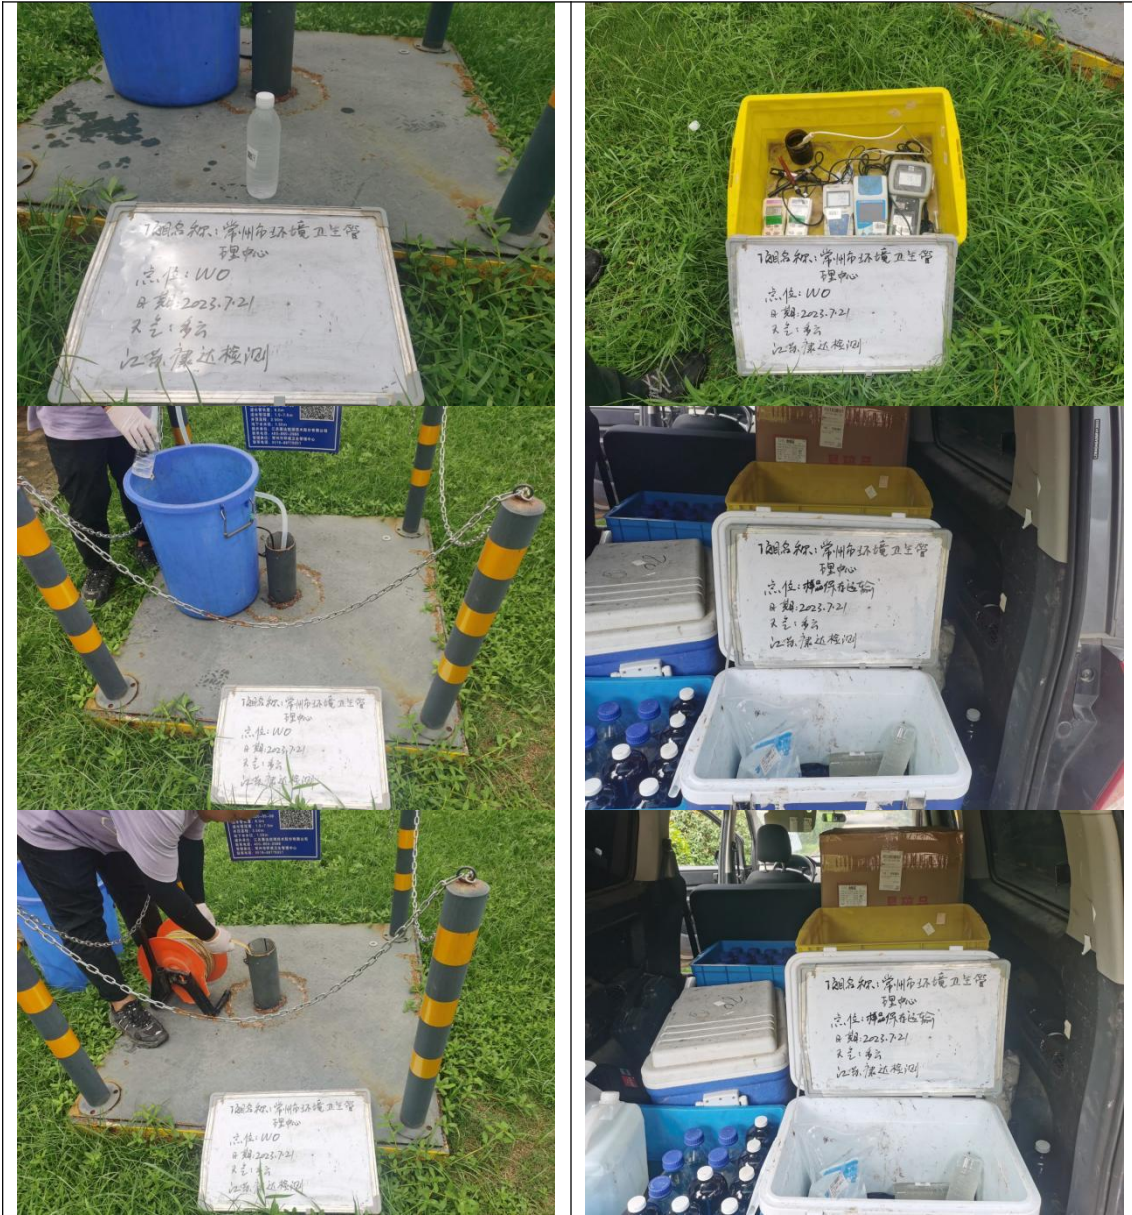 项目名称:常州市环境卫生管
理中心
点位:W0
日期:2023.7.21
天气:多云
江苏康达检测
项目名称:常州市环境卫生管
理中心
点位:W0
日期:2023.7.21
天气:多云
江苏康达检测
项目名称:常州市环境卫生管
理中心
点位:W0
日期:2023.7.21
天气:多云
江苏康达检测
项目名称:常州市环境卫生管
理中心
点位:样品保存运输
日期:2023.7.21
天气:多云
江苏康达检测
项目名称:常州市环境卫生管
理中心
点位:W0
日期:2023.7.21
天气:多云
江苏康达检测
项目名称:常州市环境卫生管
理中心
点位:样品保存运输
日期:2023.7.21
天气:多云
江苏康达检测